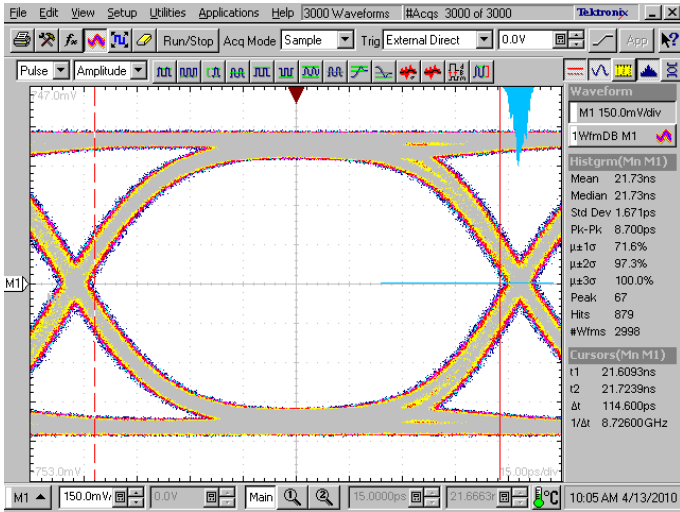 File Edit View Setup Utilities Applications Help 3000 Waveforms #Acqs 3000 of 3000 Tektronix
Run/Stop Acq Mode Sample Trig External Direct 0.0V App
Pulse Amplitude
747.0mV
Waveform
M1 150.0mV/div
1WfmDB M1
Histgrm(Mn M1)
Mean 21.73ns
Median 21.73ns
Std Dev 1.671ps
Pk-Pk 8.700ps
µ±1σ 71.6%
µ±2σ 97.3%
µ±3σ 100.0%
Peak 67
Hits 879
#Wfms 2998
M1
Cursors(Mn M1)
t1 21.6093ns
t2 21.7239ns
Δt 114.600ps
1/Δt 8.72600GHz
-753.0mV
15.00ps/div
M1 150.0mV/ 0.0V Main 1 2 15.0000ps 21.6663r °C 10:05 AM 4/13/2010